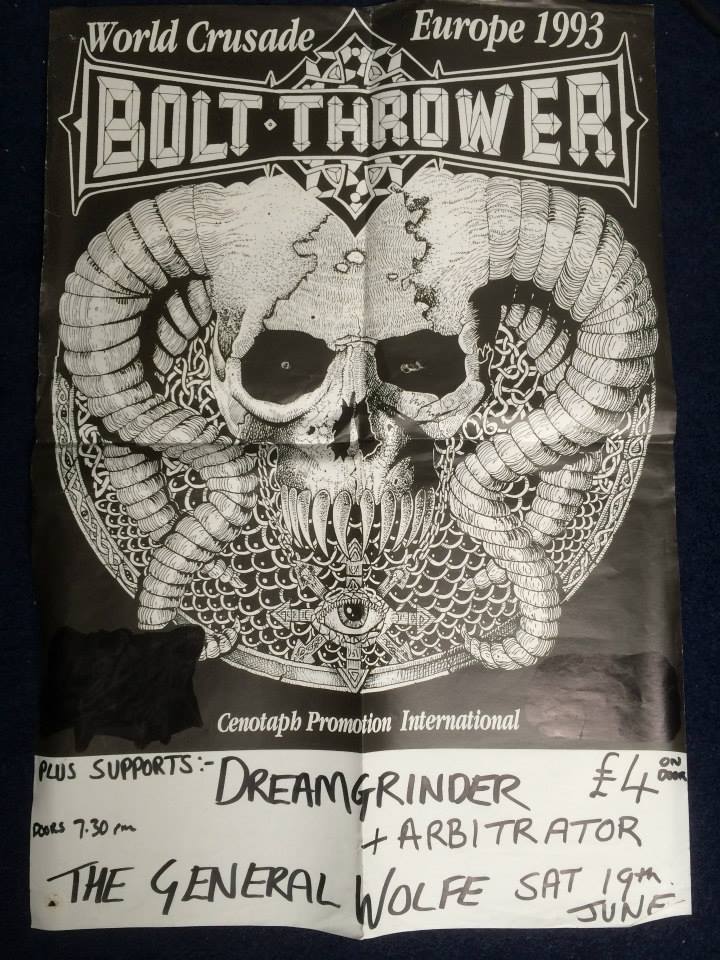 World Crusade Europe 1993
BOLT·THROWER
Cenotaph Promotion International
PLUS SUPPORTS:- DREAMGRINDER £4 ON DOOR
DOORS 7.30 pm + ARBITRATOR
THE GENERAL WOLFE SAT 19th JUNE